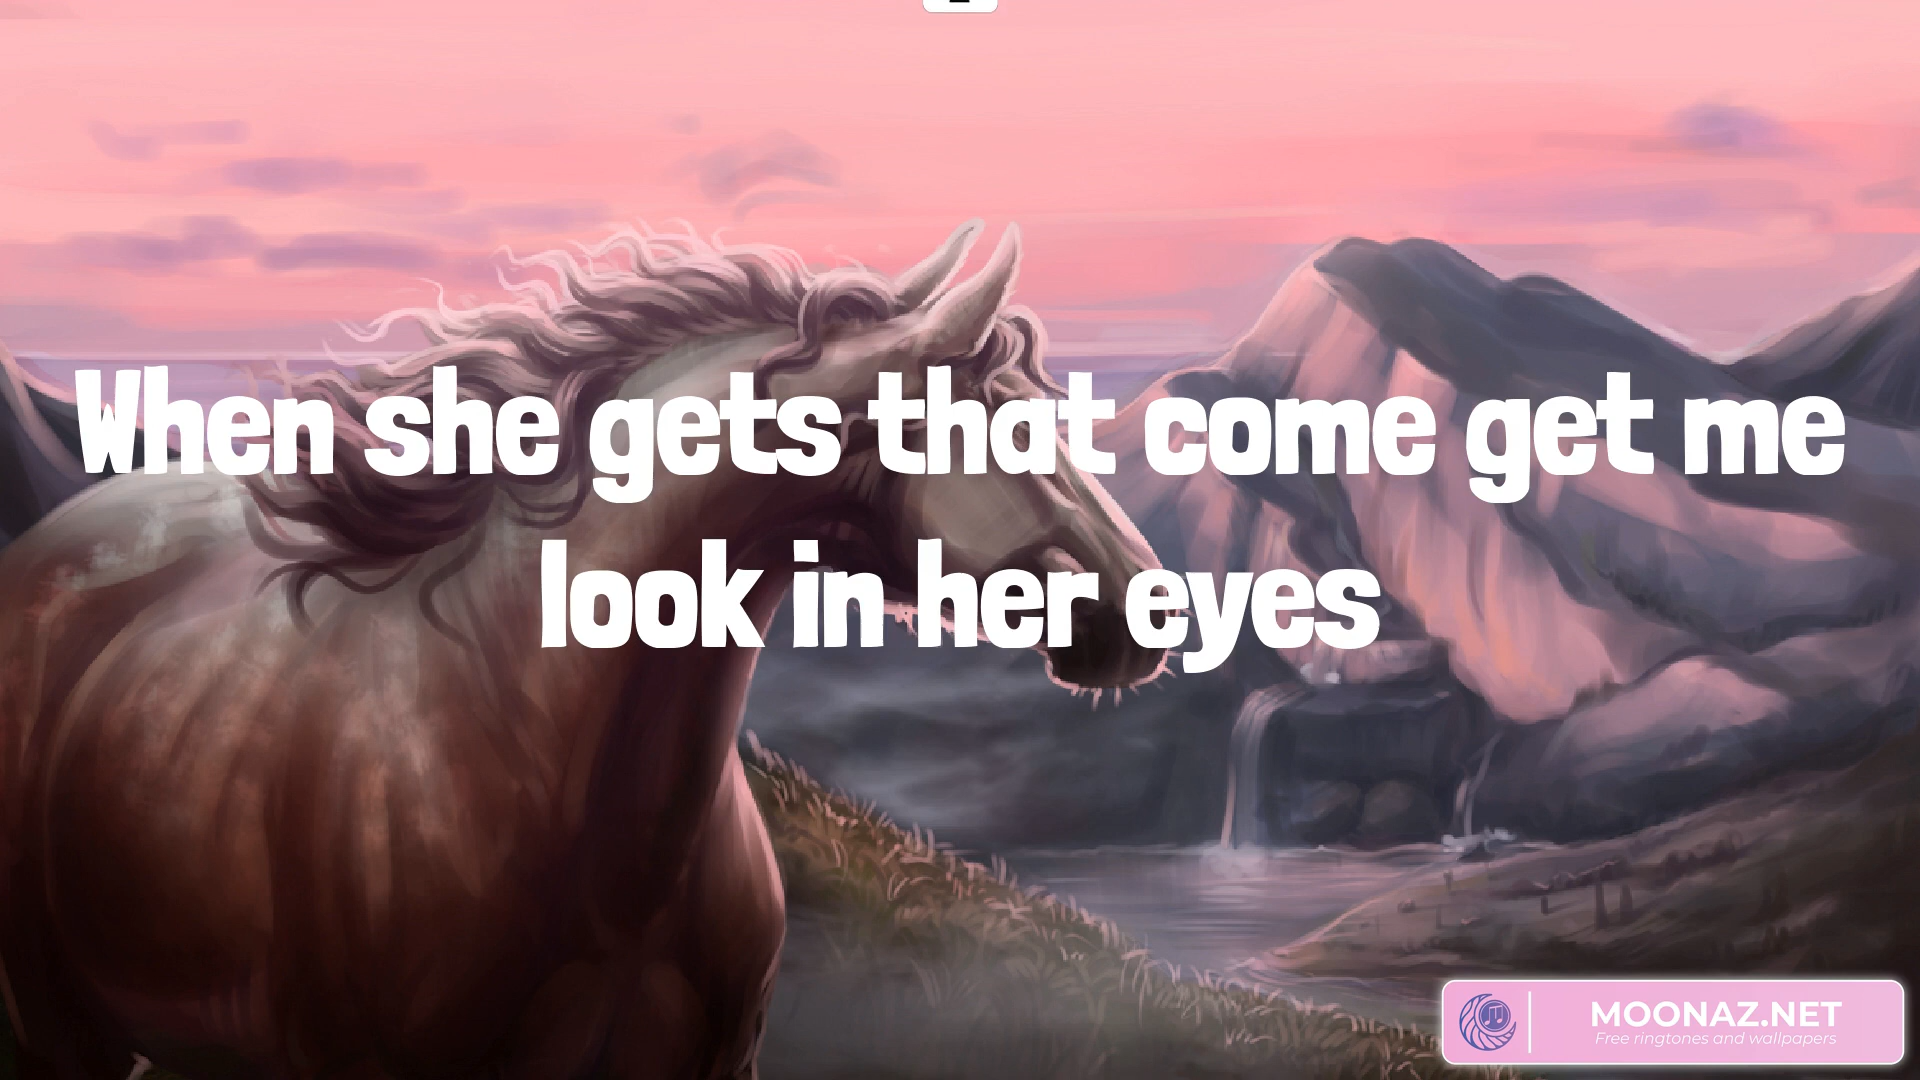 When she gets that come get me
look in her eyes
MOONAZ.NET
Free ringtones and wallpapers